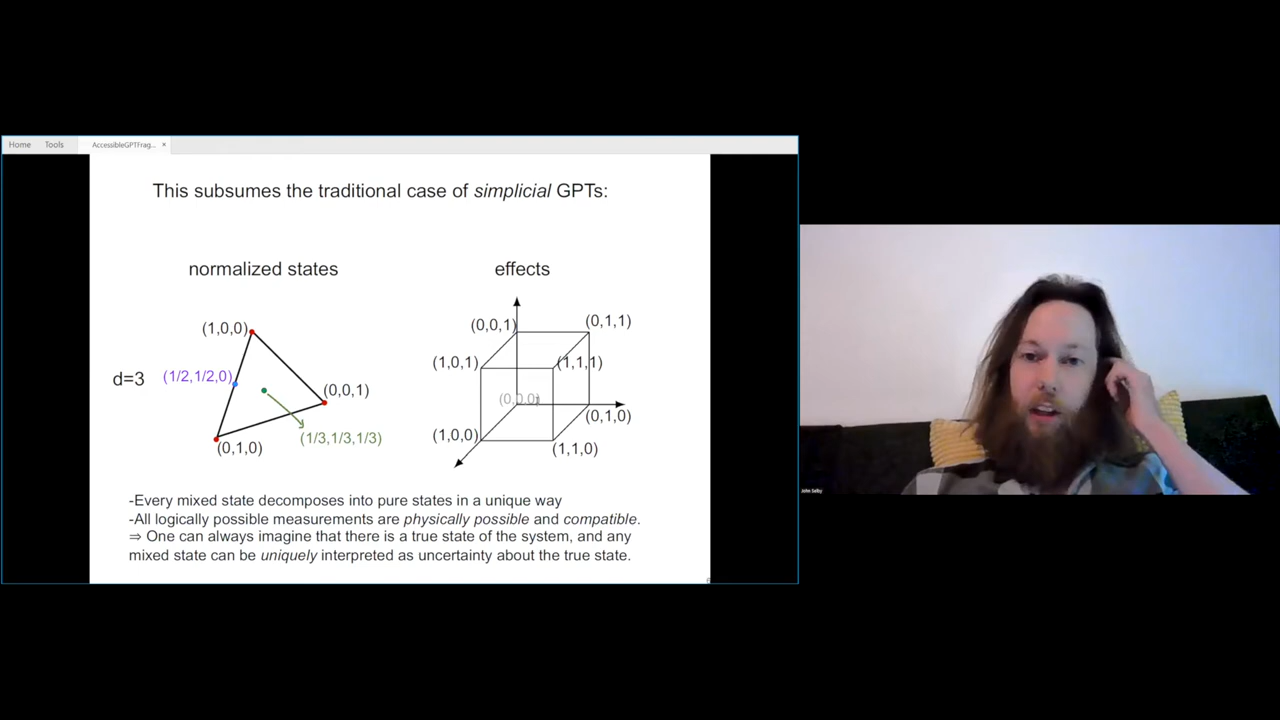 Home Tools AccessibleGPTFrag... ×
This subsumes the traditional case of simplicial GPTs:
normalized states
effects
d=3
(1,0,0)
(1/2,1/2,0)
(0,0,1)
(0,1,0)
(1/3,1/3,1/3)
(0,0,1)
(0,1,1)
(1,0,1)
(1,1,1)
(0,0,0)
(0,1,0)
(1,0,0)
(1,1,0)
-Every mixed state decomposes into pure states in a unique way
-All logically possible measurements are physically possible and compatible.
⇒ One can always imagine that there is a true state of the system, and any
mixed state can be uniquely interpreted as uncertainty about the true state.
John Selby